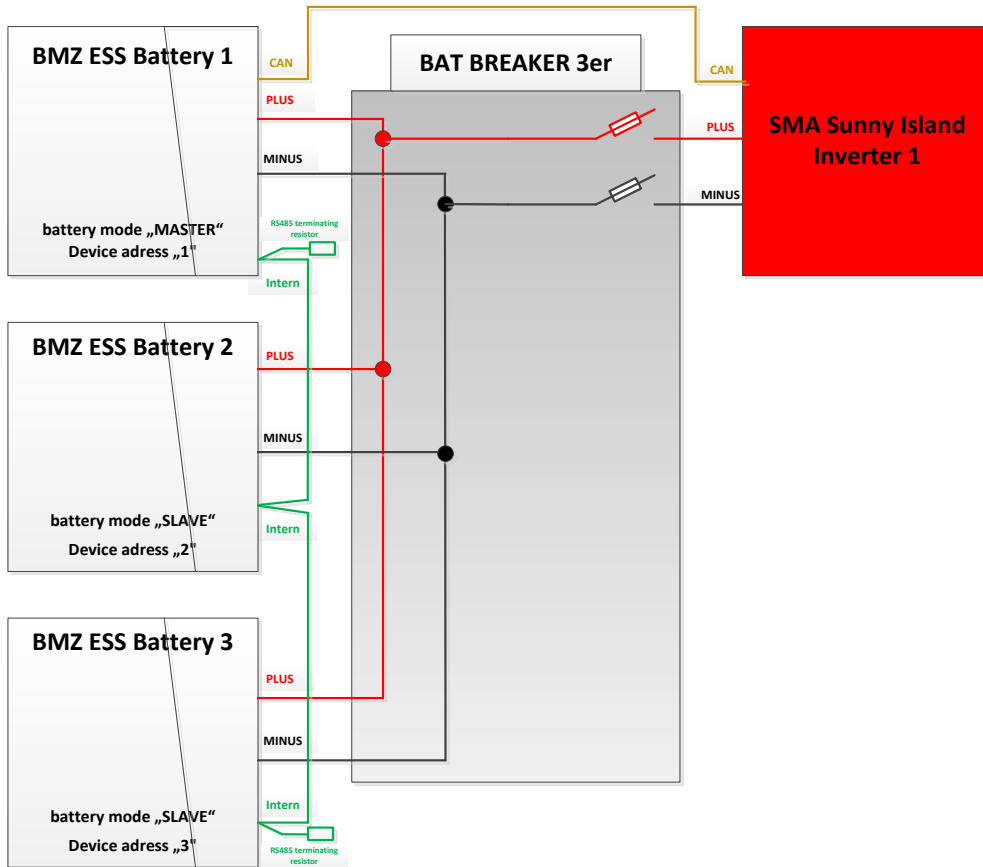 BMZ ESS Battery 1
CAN
PLUS
MINUS
battery mode „MASTER“
Device adress „1"
RS485 terminating
resistor
Intern
BAT BREAKER 3er
CAN
PLUS
MINUS
SMA Sunny Island
Inverter 1
BMZ ESS Battery 2
PLUS
MINUS
battery mode „SLAVE“
Device adress „2"
Intern
BMZ ESS Battery 3
PLUS
MINUS
battery mode „SLAVE“
Device adress „3"
Intern
RS485 terminating
resistor